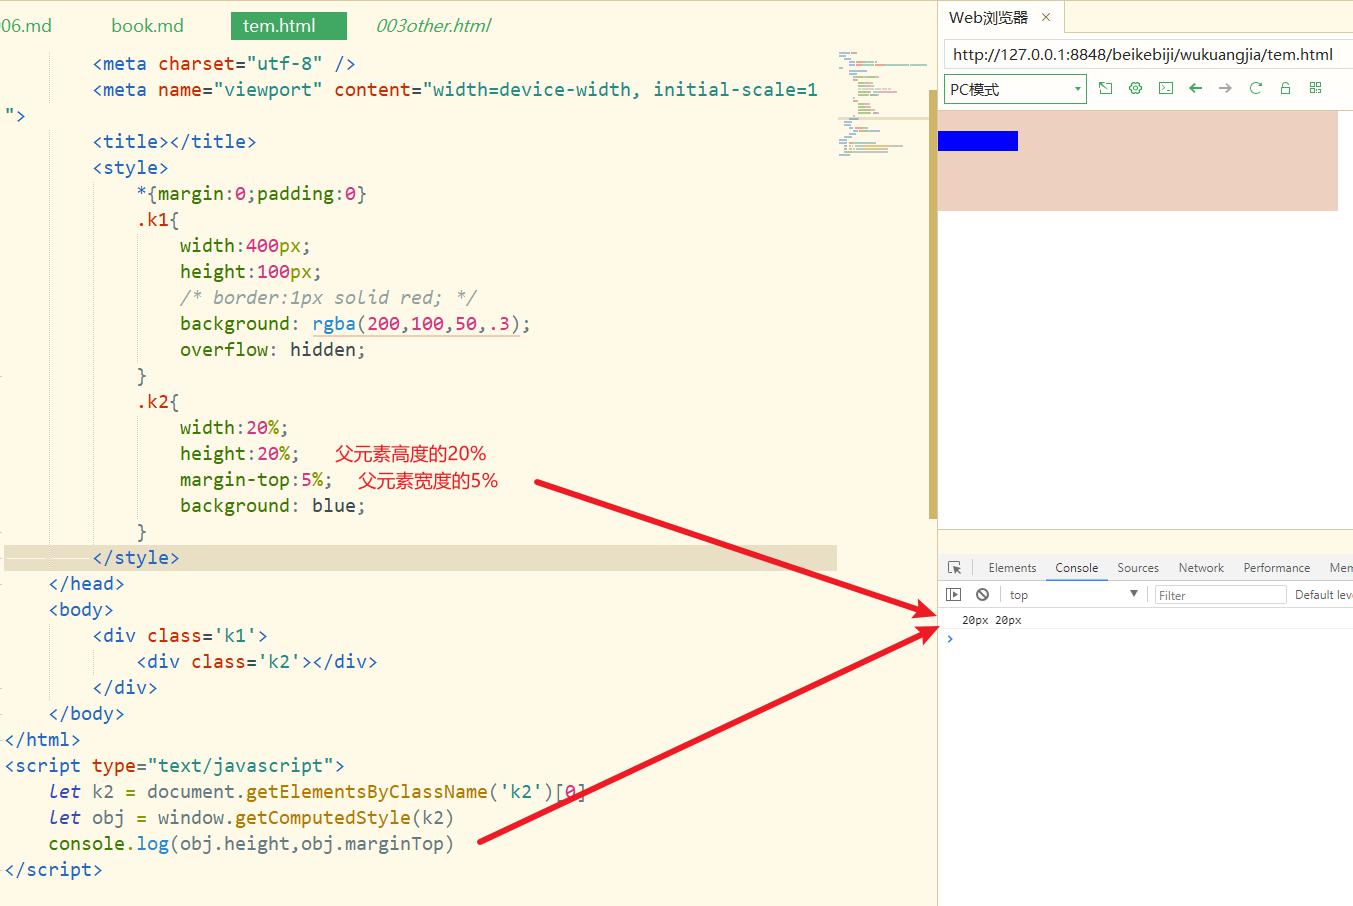 06.md book.md tem.html 003other.html
<meta charset="utf-8" />
<meta name="viewport" content="width=device-width, initial-scale=1
">
<title></title>
<style>
*{margin:0;padding:0}
.k1{
width:400px;
height:100px;
/* border:1px solid red; */
background: rgba(200,100,50,.3);
overflow: hidden;
}
.k2{
width:20%;
height:20%; 父元素高度的20%
margin-top:5%; 父元素宽度的5%
background: blue;
}
</style>
</head>
<body>
<div class='k1'>
<div class='k2'></div>
</div>
</body>
</html>
<script type="text/javascript">
let k2 = document.getElementsByClassName('k2')[0]
let obj = window.getComputedStyle(k2)
console.log(obj.height,obj.marginTop)
</script>
Web浏览器 ×
http://127.0.0.1:8848/beikebiji/wukuangjia/tem.html
PC模式
Elements Console Sources Network Performance Mem
top Filter Default leve
20px 20px